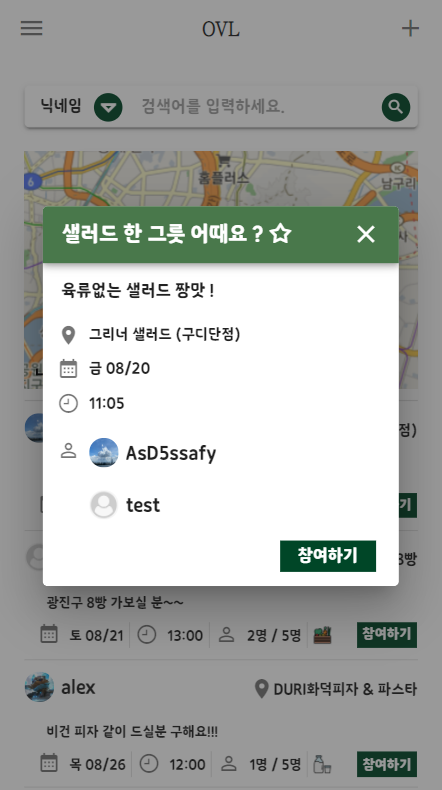 OVL
닉네임 검색어를 입력하세요.
6 홈플러스
남구리
샐러드 한 그릇 어때요 ?
육류없는 샐러드 짱맛 !
그리너 샐러드 (구디단점)
금 08/20
11:05
AsD5ssafy
test
참여하기
점)
기
8빵
광진구 8빵 가보실 분~~
토 08/21 13:00 2명 / 5명 참여하기
alex DURI화덕피자 & 파스타
비건 피자 같이 드실분 구해요!!!
목 08/26 12:00 1명 / 5명 참여하기